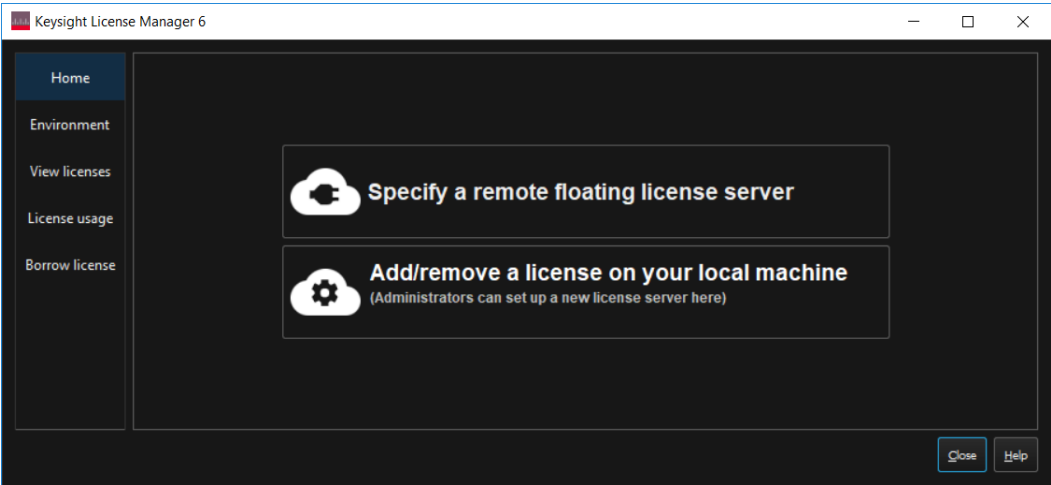 Keysight License Manager 6
Home
Environment
View licenses
License usage
Borrow license
Specify a remote floating license server
Add/remove a license on your local machine
(Administrators can set up a new license server here)
Close
Help